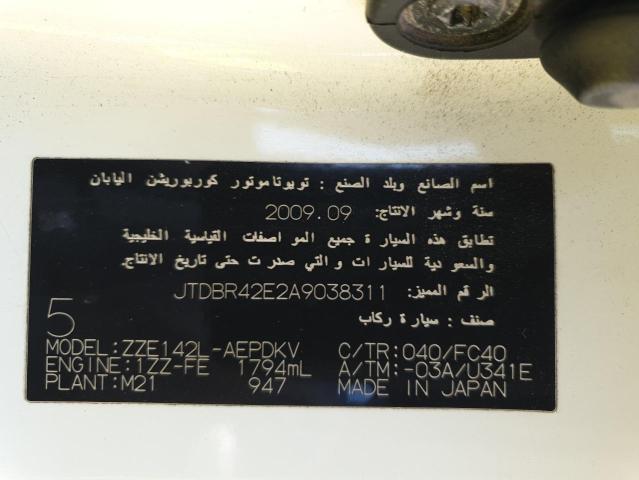 اسم الصانع وبلد الصنع : تويوتاموتور كوربوريشن اليابان
سنة وشهر الانتاج: 2009.09
تطابق هذه السيارة جميع المواصفات القياسية الخليجية
والسعودية للسيارات والتي صدرت حتى تاريخ الانتاج.
الرقم المميز: JTDBR42E2A9038311
صنف : سيارة ركاب
5
MODEL:ZZE142L-AEPDKV C/TR:040/FC40
ENGINE:1ZZ-FE 1794mL A/TM:-03A/U341E
PLANT:M21 947 MADE IN JAPAN